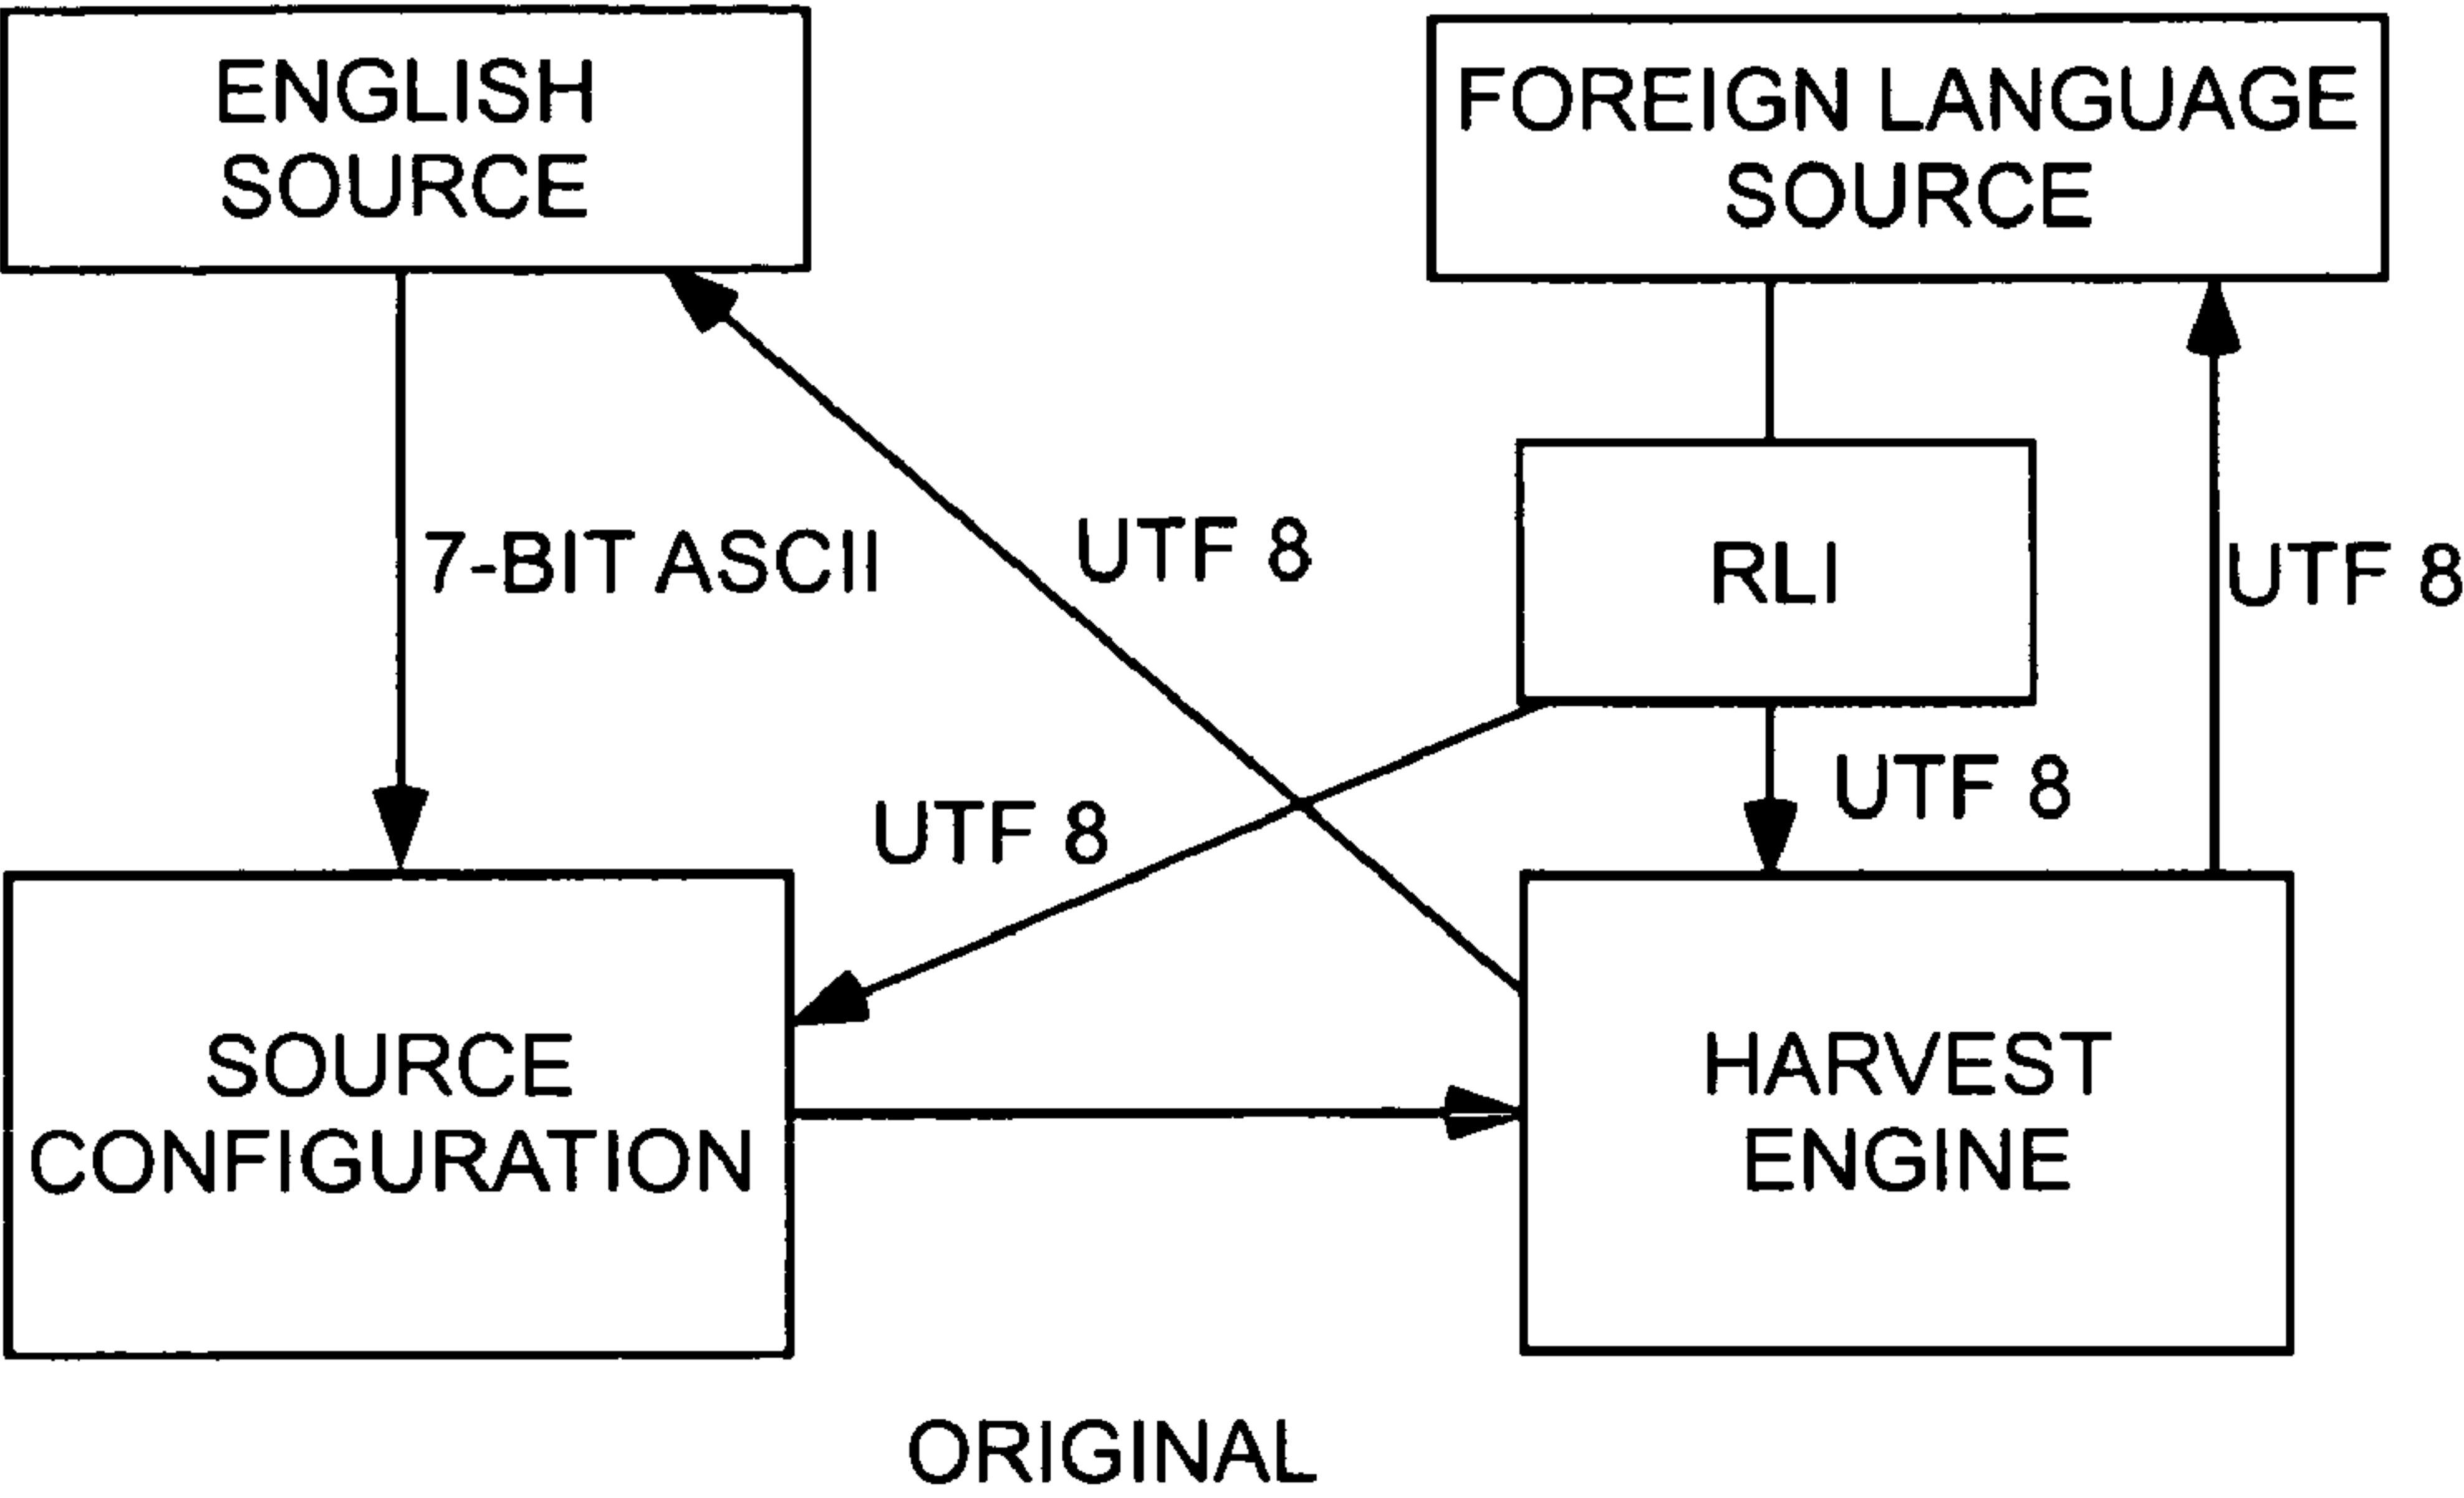 ENGLISH
SOURCE
FOREIGN LANGUAGE
SOURCE
7-BIT ASCII
UTF 8
RLI
UTF 8
UTF 8
UTF 8
SOURCE
CONFIGURATION
HARVEST
ENGINE
ORIGINAL